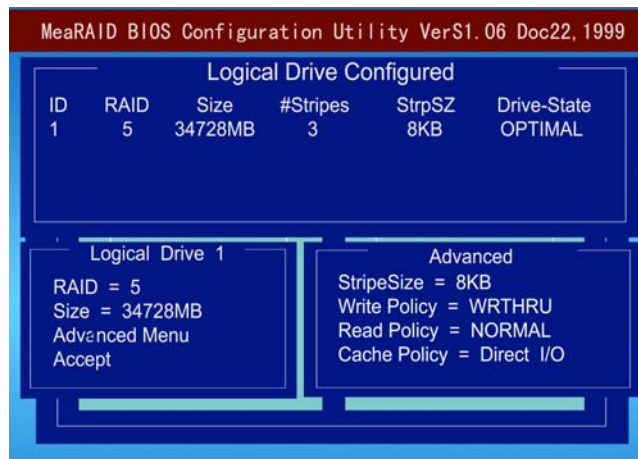 MeaRAID BIOS Configuration Utility VerS1.06 Doc22,1999
Logical Drive Configured
ID RAID Size #Stripes StrpSZ Drive-State
1 5 34728MB 3 8KB OPTIMAL
Logical Drive 1
RAID = 5
Size = 34728MB
Advanced Menu
Accept
Advanced
StripeSize = 8KB
Write Policy = WRTHRU
Read Policy = NORMAL
Cache Policy = Direct I/O